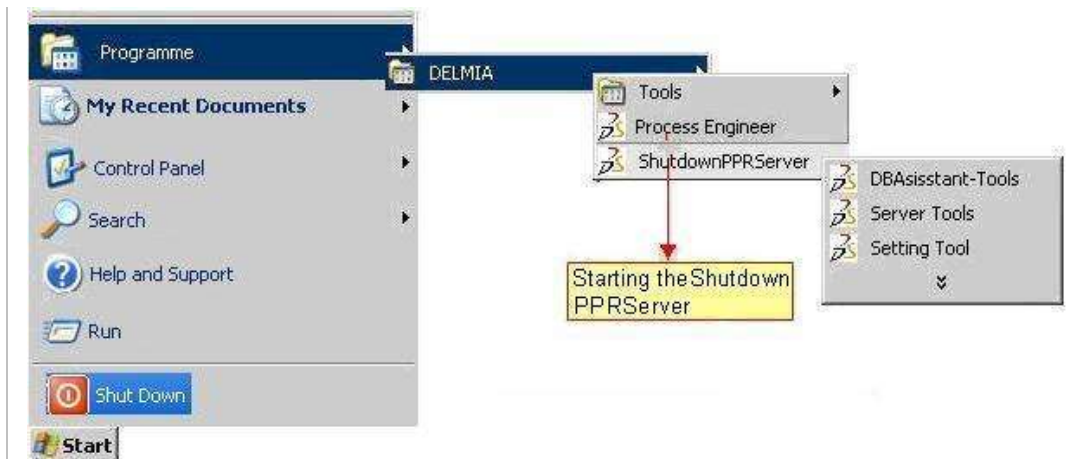 Programme
My Recent Documents
Control Panel
Search
Help and Support
Run
Shut Down
Start
DELMIA
Tools
Process Engineer
ShutdownPPRServer
DBAsisstant-Tools
Server Tools
Setting Tool
Starting the Shutdown
PPRServer